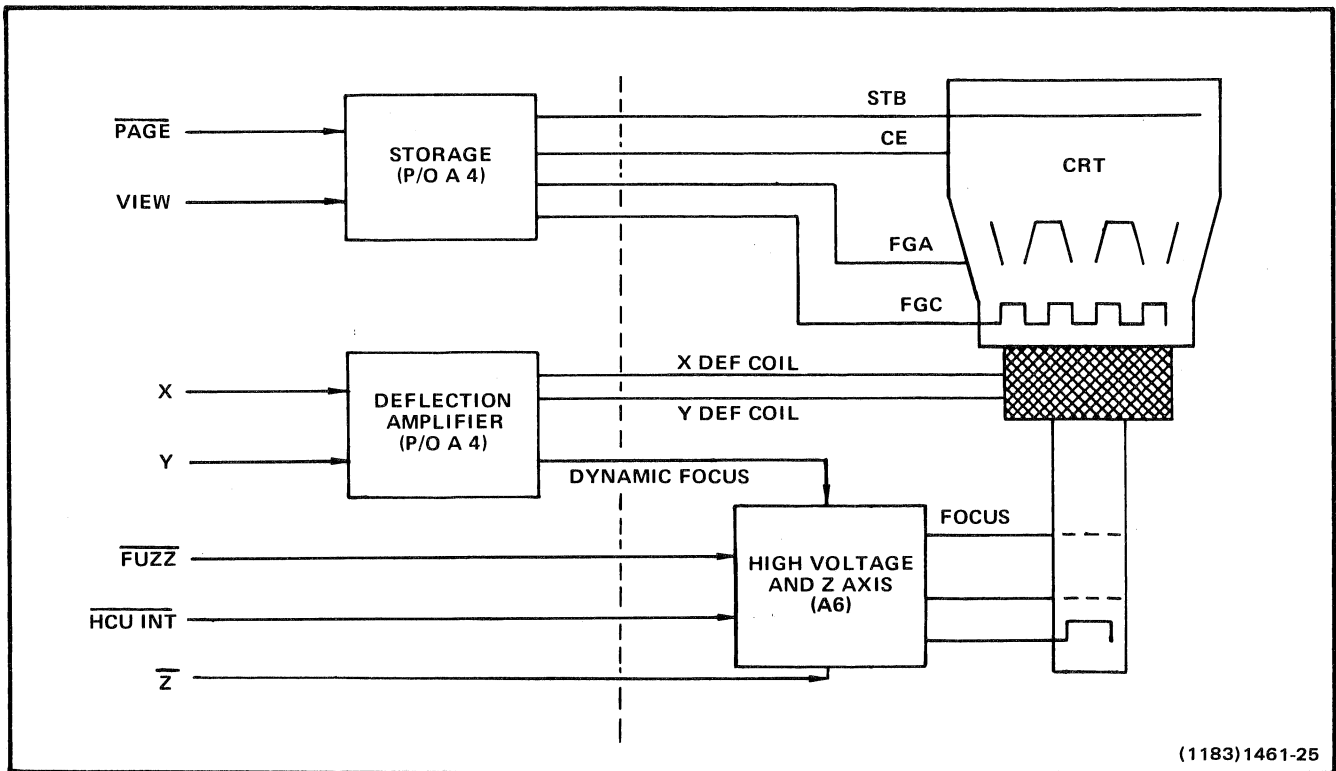 PAGE
VIEW
STORAGE
(P/O A 4)
STB
CE
CRT
FGA
FGC
X
Y
DEFLECTION
AMPLIFIER
(P/O A 4)
X DEF COIL
Y DEF COIL
DYNAMIC FOCUS
FUZZ
HCU INT
Z
HIGH VOLTAGE
AND Z AXIS
(A6)
FOCUS
(1183)1461-25